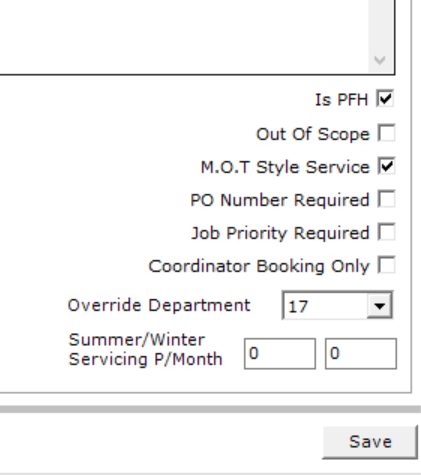 Is PFH
Out Of Scope
M.O.T Style Service
PO Number Required
Job Priority Required
Coordinator Booking Only
Override Department 17
Summer/Winter
Servicing P/Month 0 0
Save